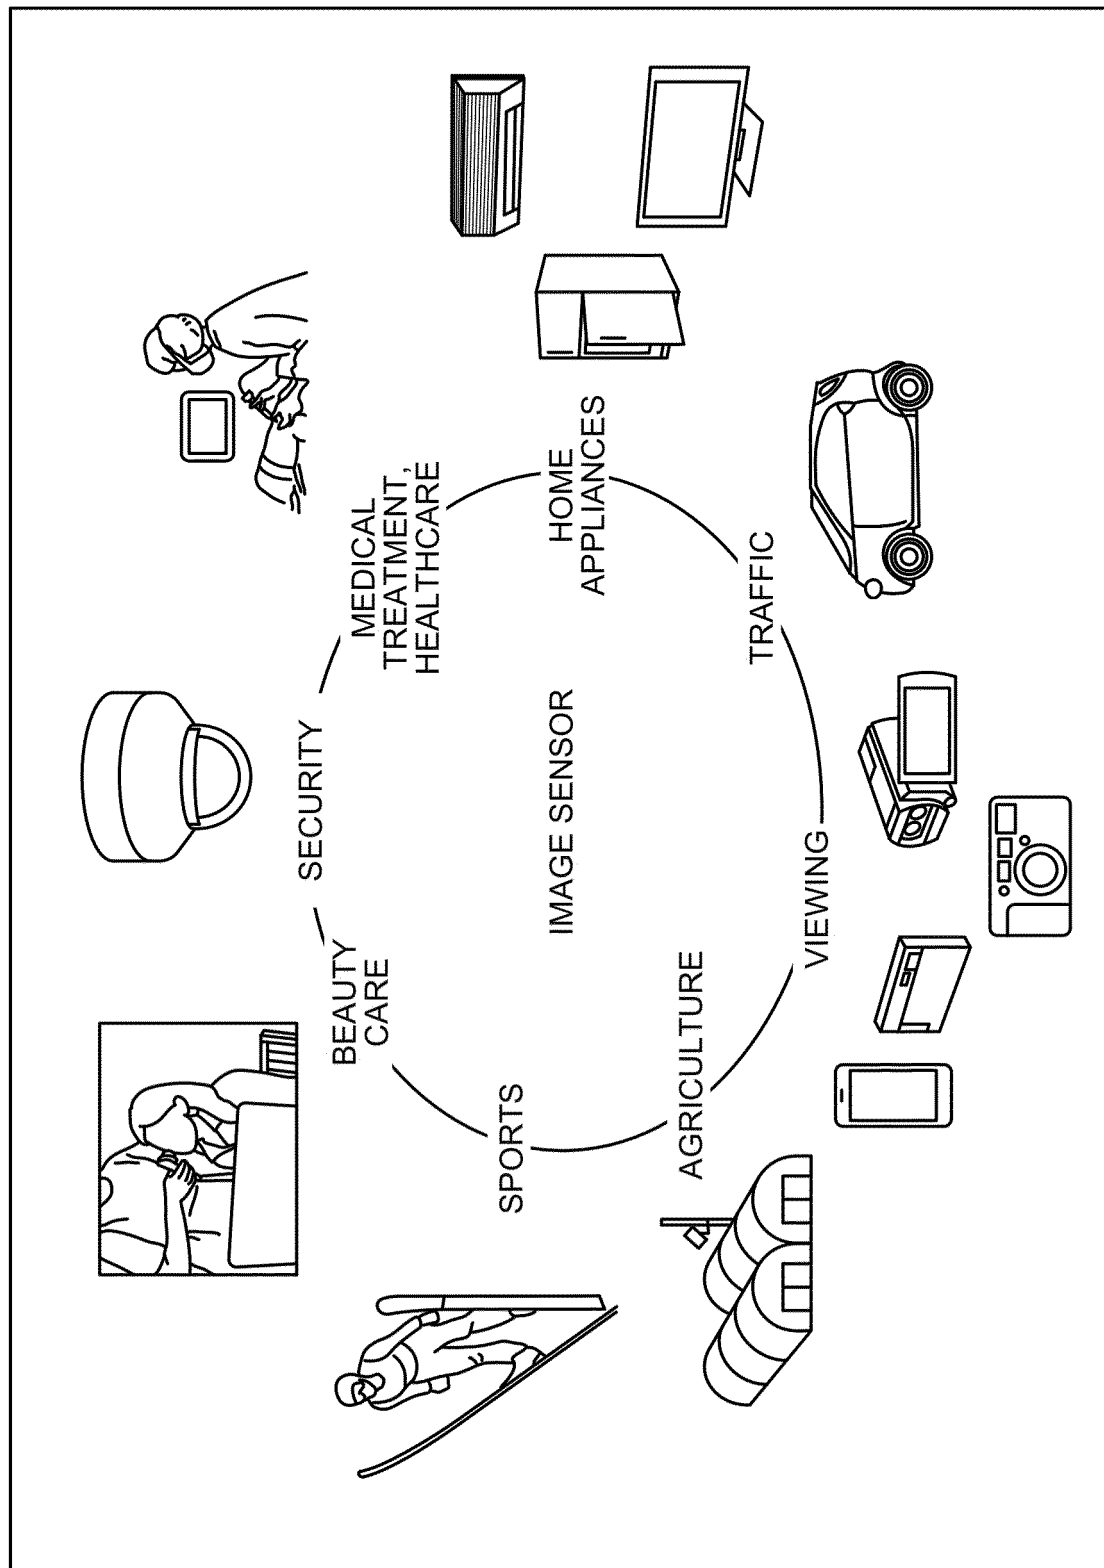 SECURITY
MEDICAL
TREATMENT,
HEALTHCARE
BEAUTY
CARE
SPORTS
IMAGE SENSOR
HOME
APPLIANCES
AGRICULTURE
TRAFFIC
VIEWING